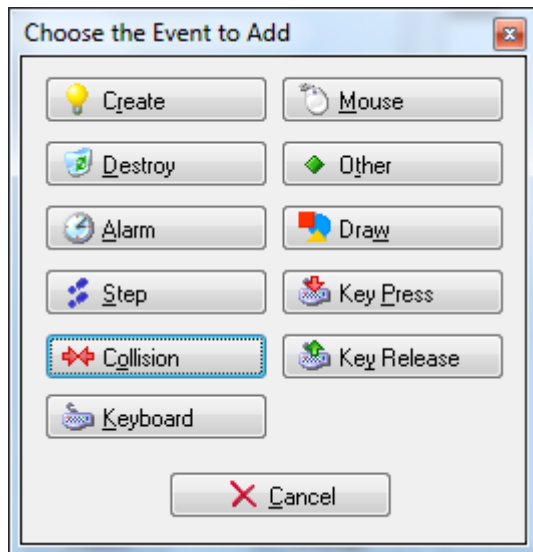 Choose the Event to Add
Create
Mouse
Destroy
Other
Alarm
Draw
Step
Key Press
Collision
Key Release
Keyboard
Cancel